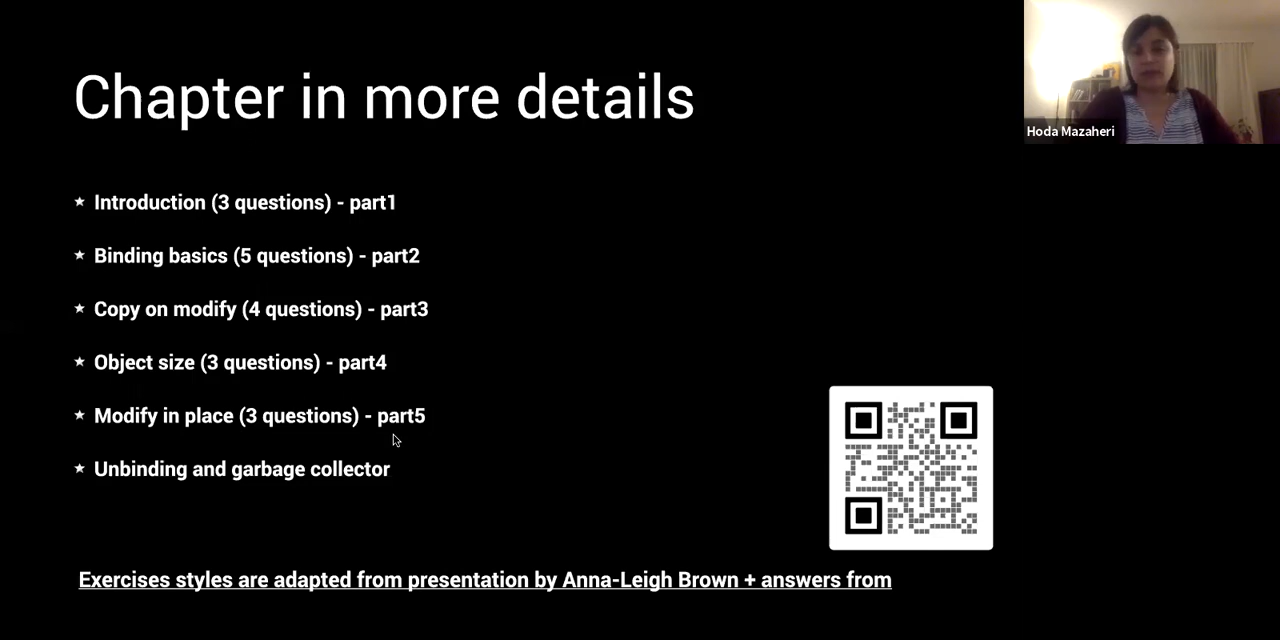 Chapter in more details
Hoda Mazaheri
Introduction (3 questions) - part1
Binding basics (5 questions) - part2
Copy on modify (4 questions) - part3
Object size (3 questions) - part4
Modify in place (3 questions) - part5
Unbinding and garbage collector
Exercises styles are adapted from presentation by Anna-Leigh Brown + answers from